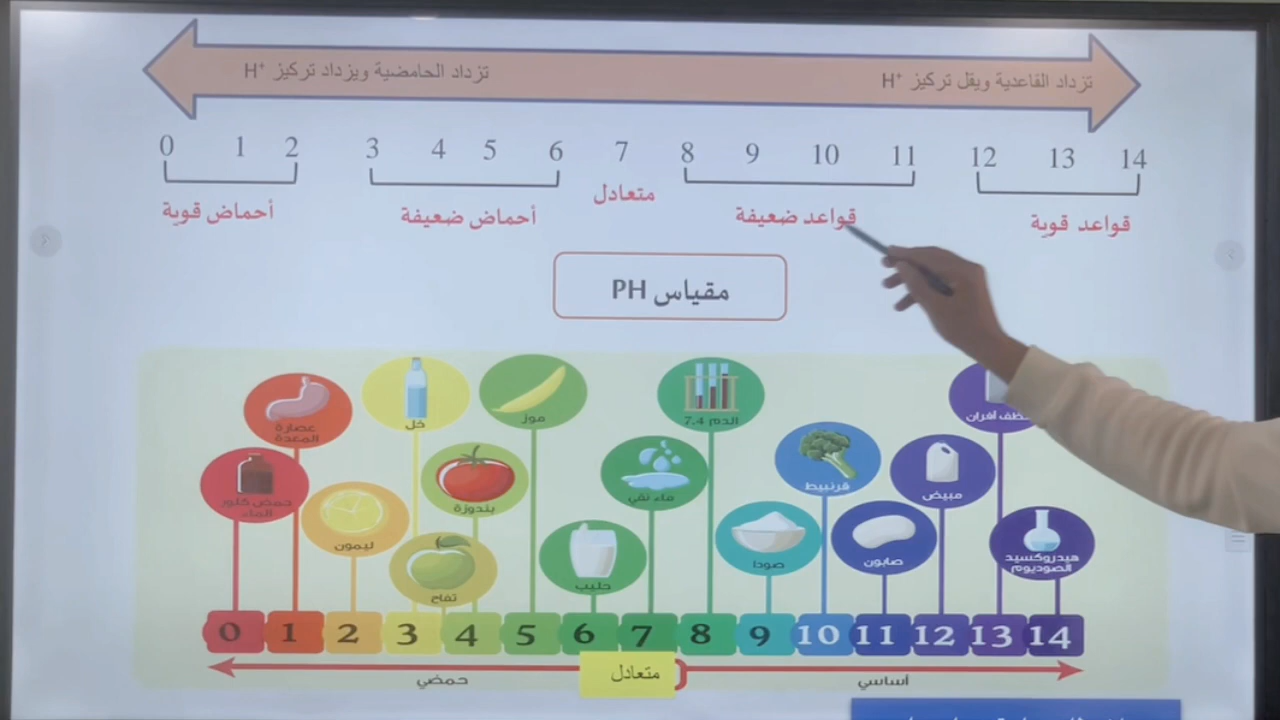 تزداد الحامضية ويزداد تركيز H⁺
تزداد القاعدية ويقل تركيز H⁺
0 1 2 3 4 5 6 7 8 9 10 11 12 13 14
أحماض قوية
أحماض ضعيفة
متعادل
قواعد ضعيفة
قواعد قوية
مقياس PH
عصارة
المعدة
خل
موز
الدم 7.4
أفران
حمض كلور
الماء
ليمون
بندورة
تفاح
حليب
ماء نقي
صودا
قرنبيط
صابون
مبيض
هيدروكسيد
الصوديوم
0 1 2 3 4 5 6 7 8 9 10 11 12 13 14
حمضي
متعادل
أساسي